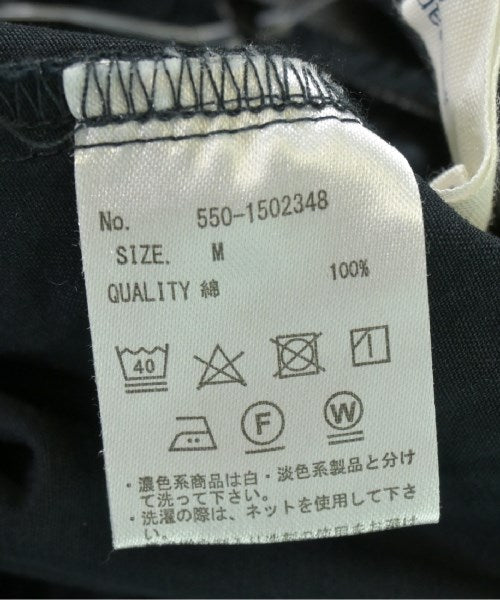 No. 550-1502348
SIZE. M
QUALITY 綿 100%
40
F W
・濃色系商品は白・淡色系製品と分け
て洗って下さい。
・洗濯の際は、ネットを使用して下さ
い。